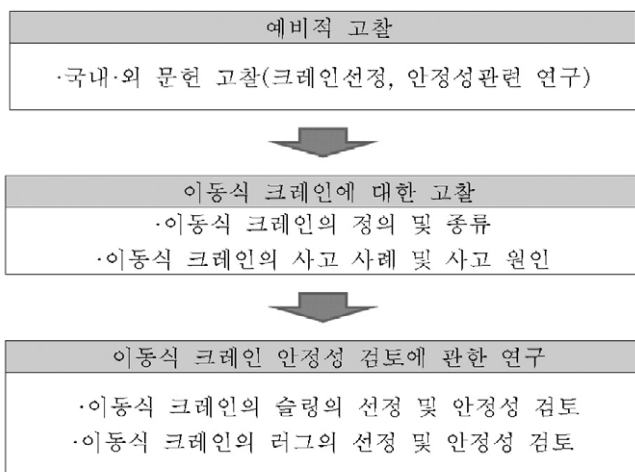 예비적 고찰
·국내·외 문헌 고찰(크레인선정, 안정성관련 연구)
이동식 크레인에 대한 고찰
·이동식 크레인의 정의 및 종류
·이동식 크레인의 사고 사례 및 사고 원인
이동식 크레인 안정성 검토에 관한 연구
·이동식 크레인의 슬링의 선정 및 안정성 검토
·이동식 크레인의 러그의 선정 및 안정성 검토